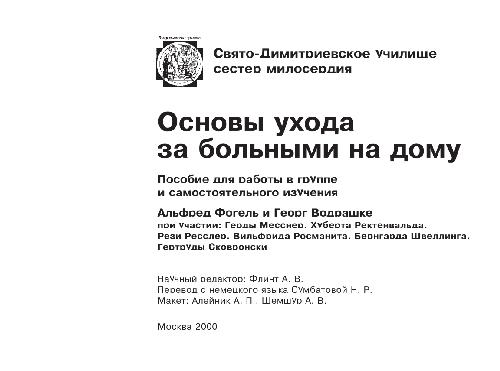 Свято-Димитриевское училище
сестер милосердия
Основы ухода
за больными на дому
Пособие для работы в группе
и самостоятельного изучения
Альфред Фогель и Георг Водрашке
при участии: Герды Месснер, Хуберта Ректенвальда,
Рези Ресслер, Вильфрида Росманита, Бернгарда Швеллинга,
Гертруды Сковронски
Научный редактор: Флинт А. В.
Перевод с немецкого языка Сумбатовой Н. Р.
Макет: Алейник А. П., Шемшур А. В.
Москва 2000